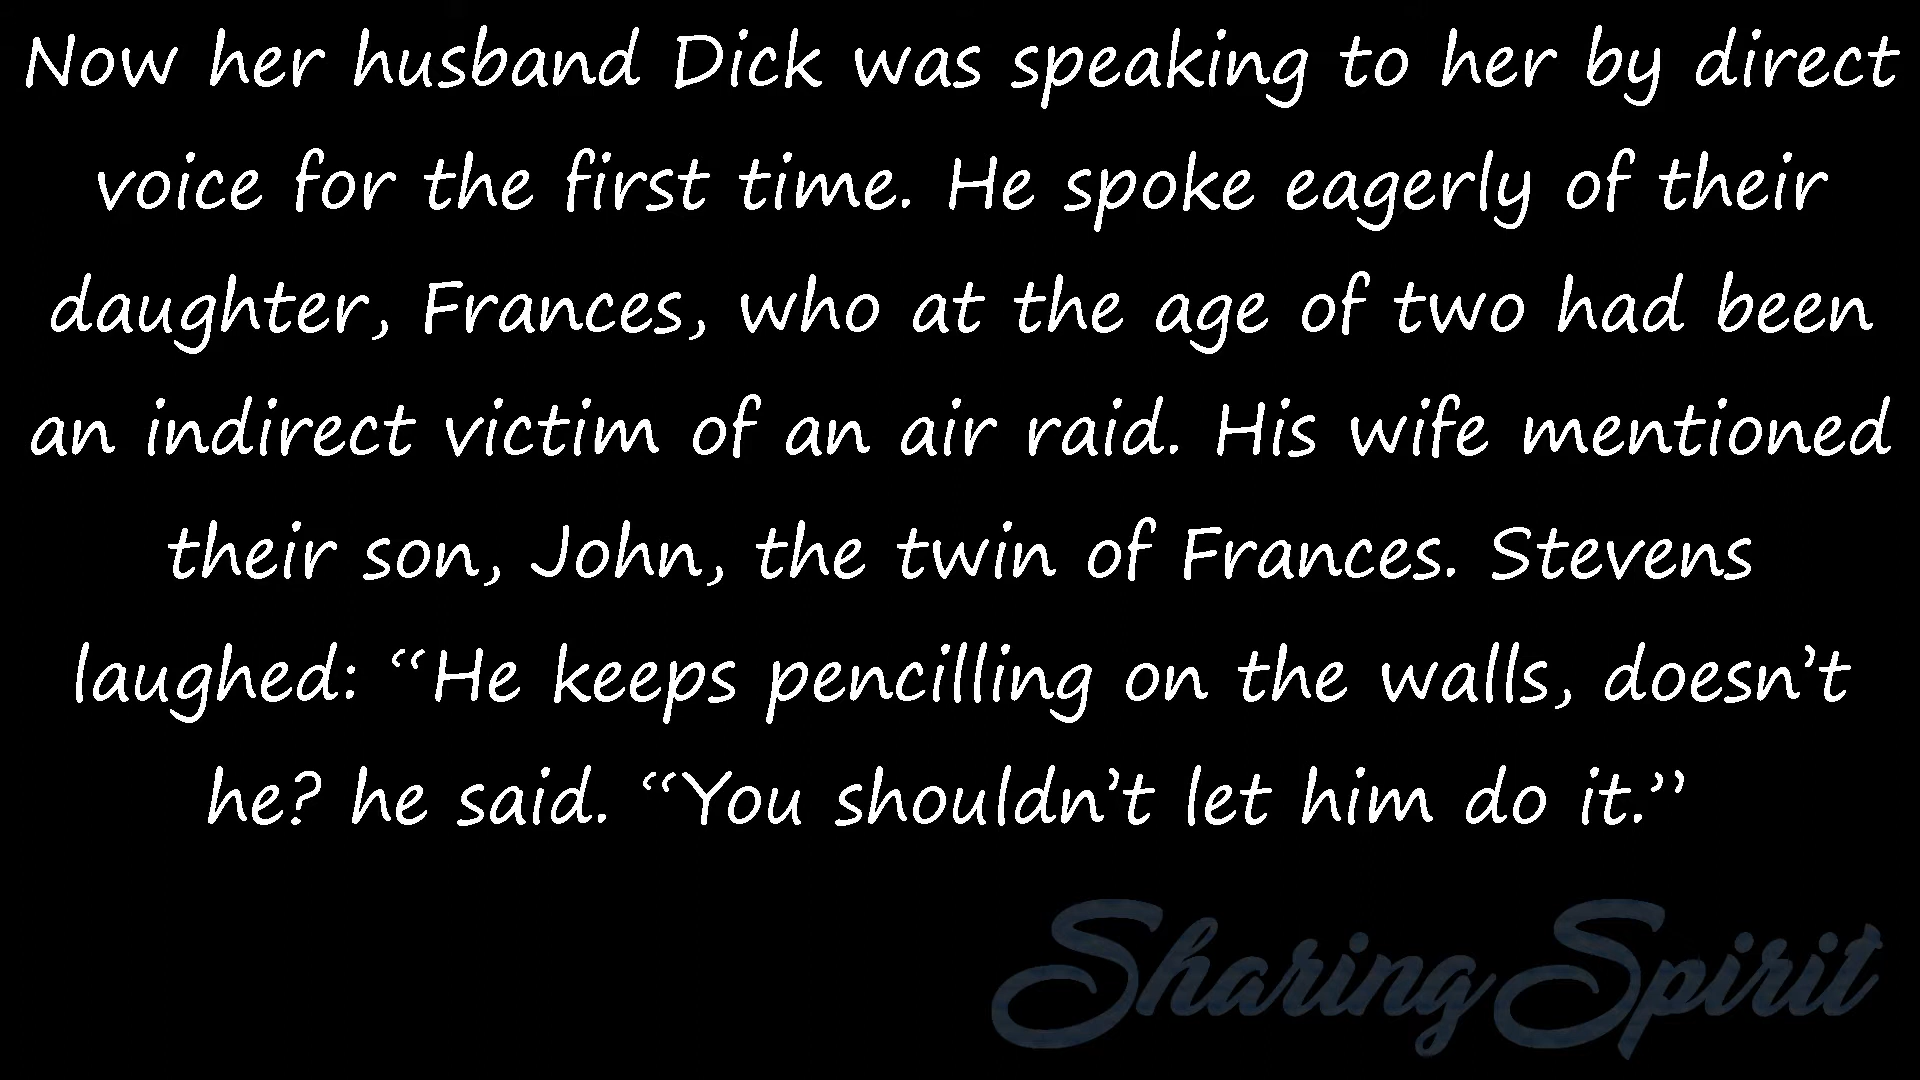 Now her husband Dick was speaking to her by direct
voice for the first time. He spoke eagerly of their
daughter, Frances, who at the age of two had been
an indirect victim of an air raid. His wife mentioned
their son, John, the twin of Frances. Stevens
laughed: “He keeps pencilling on the walls, doesn’t
he? he said. “You shouldn’t let him do it.”
Sharing Spirit